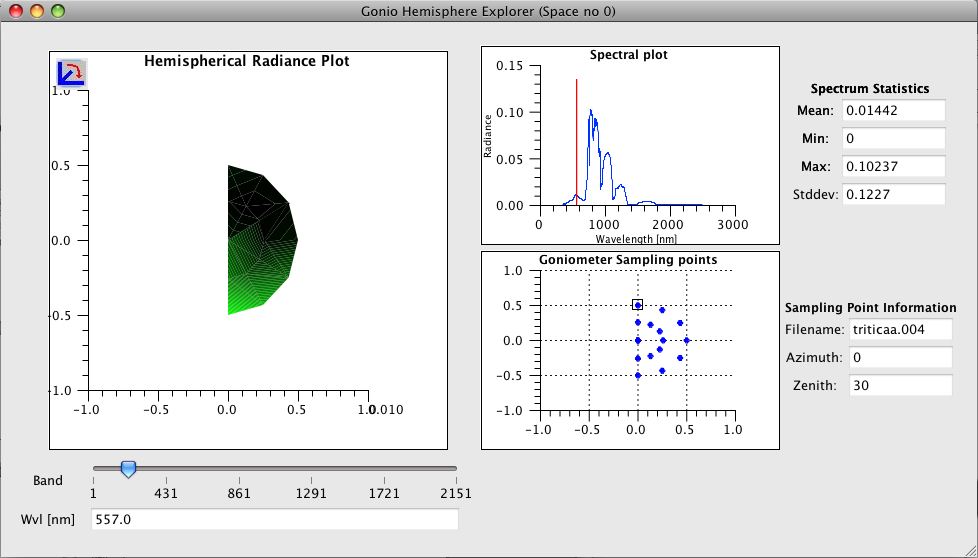 Gonio Hemisphere Explorer (Space no 0)
Hemispherical Radiance Plot
1.0
0.5
0.0
-0.5
-1.0
-1.0 -0.5 0.0 0.5 1.0 0.010
Spectral plot
Radiance
0.15
0.10
0.05
0.00
0 1000 2000 3000
Wavelength [nm]
Spectrum Statistics
Mean: 0.01442
Min: 0
Max: 0.10237
Stddev: 0.1227
Goniometer Sampling points
1.0
0.5
0.0
-0.5
-1.0
-1.0 -0.5 0.0 0.5 1.0
Sampling Point Information
Filename: triticaa.004
Azimuth: 0
Zenith: 30
Band
1 431 861 1291 1721 2151
Wvl [nm] 557.0